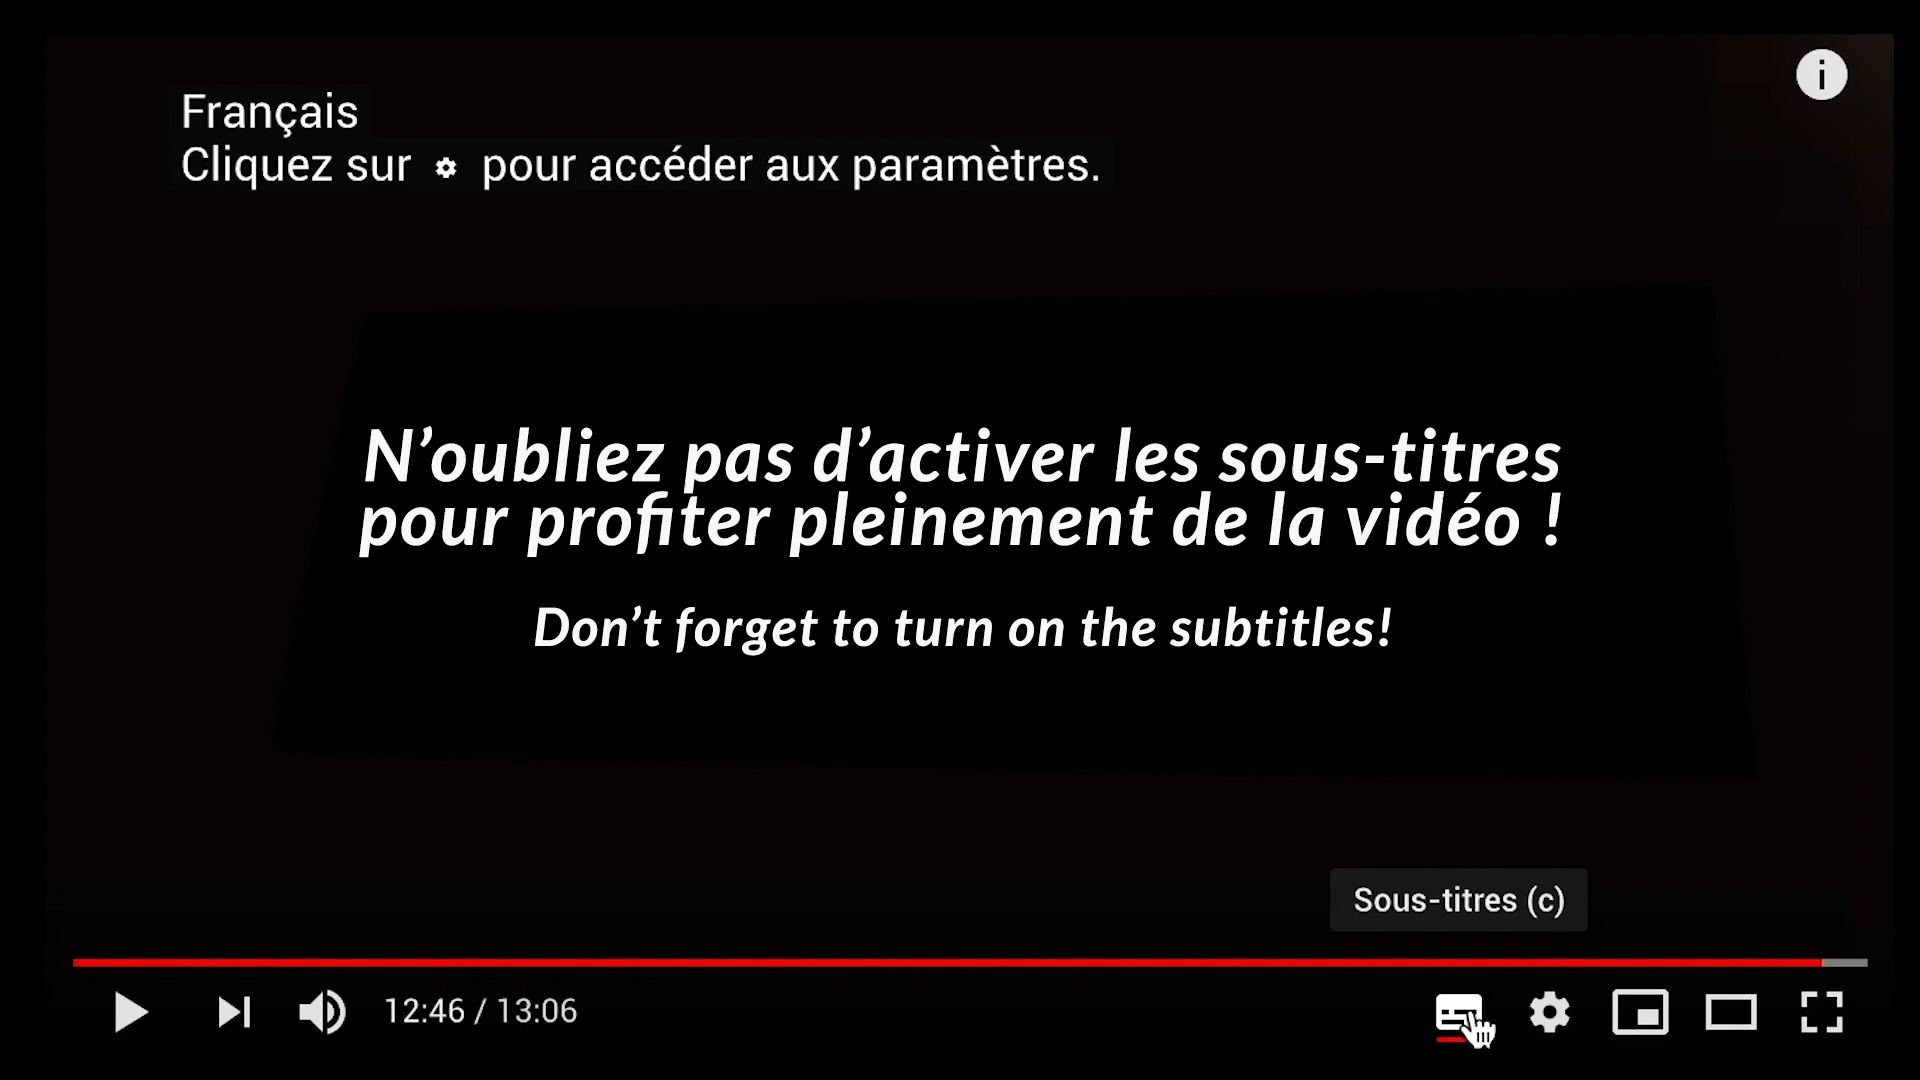 Français
Cliquez sur pour accéder aux paramètres.
N’oubliez pas d’activer les sous-titres
pour profiter pleinement de la vidéo !
Don’t forget to turn on the subtitles!
Sous-titres (c)
12:46 / 13:06